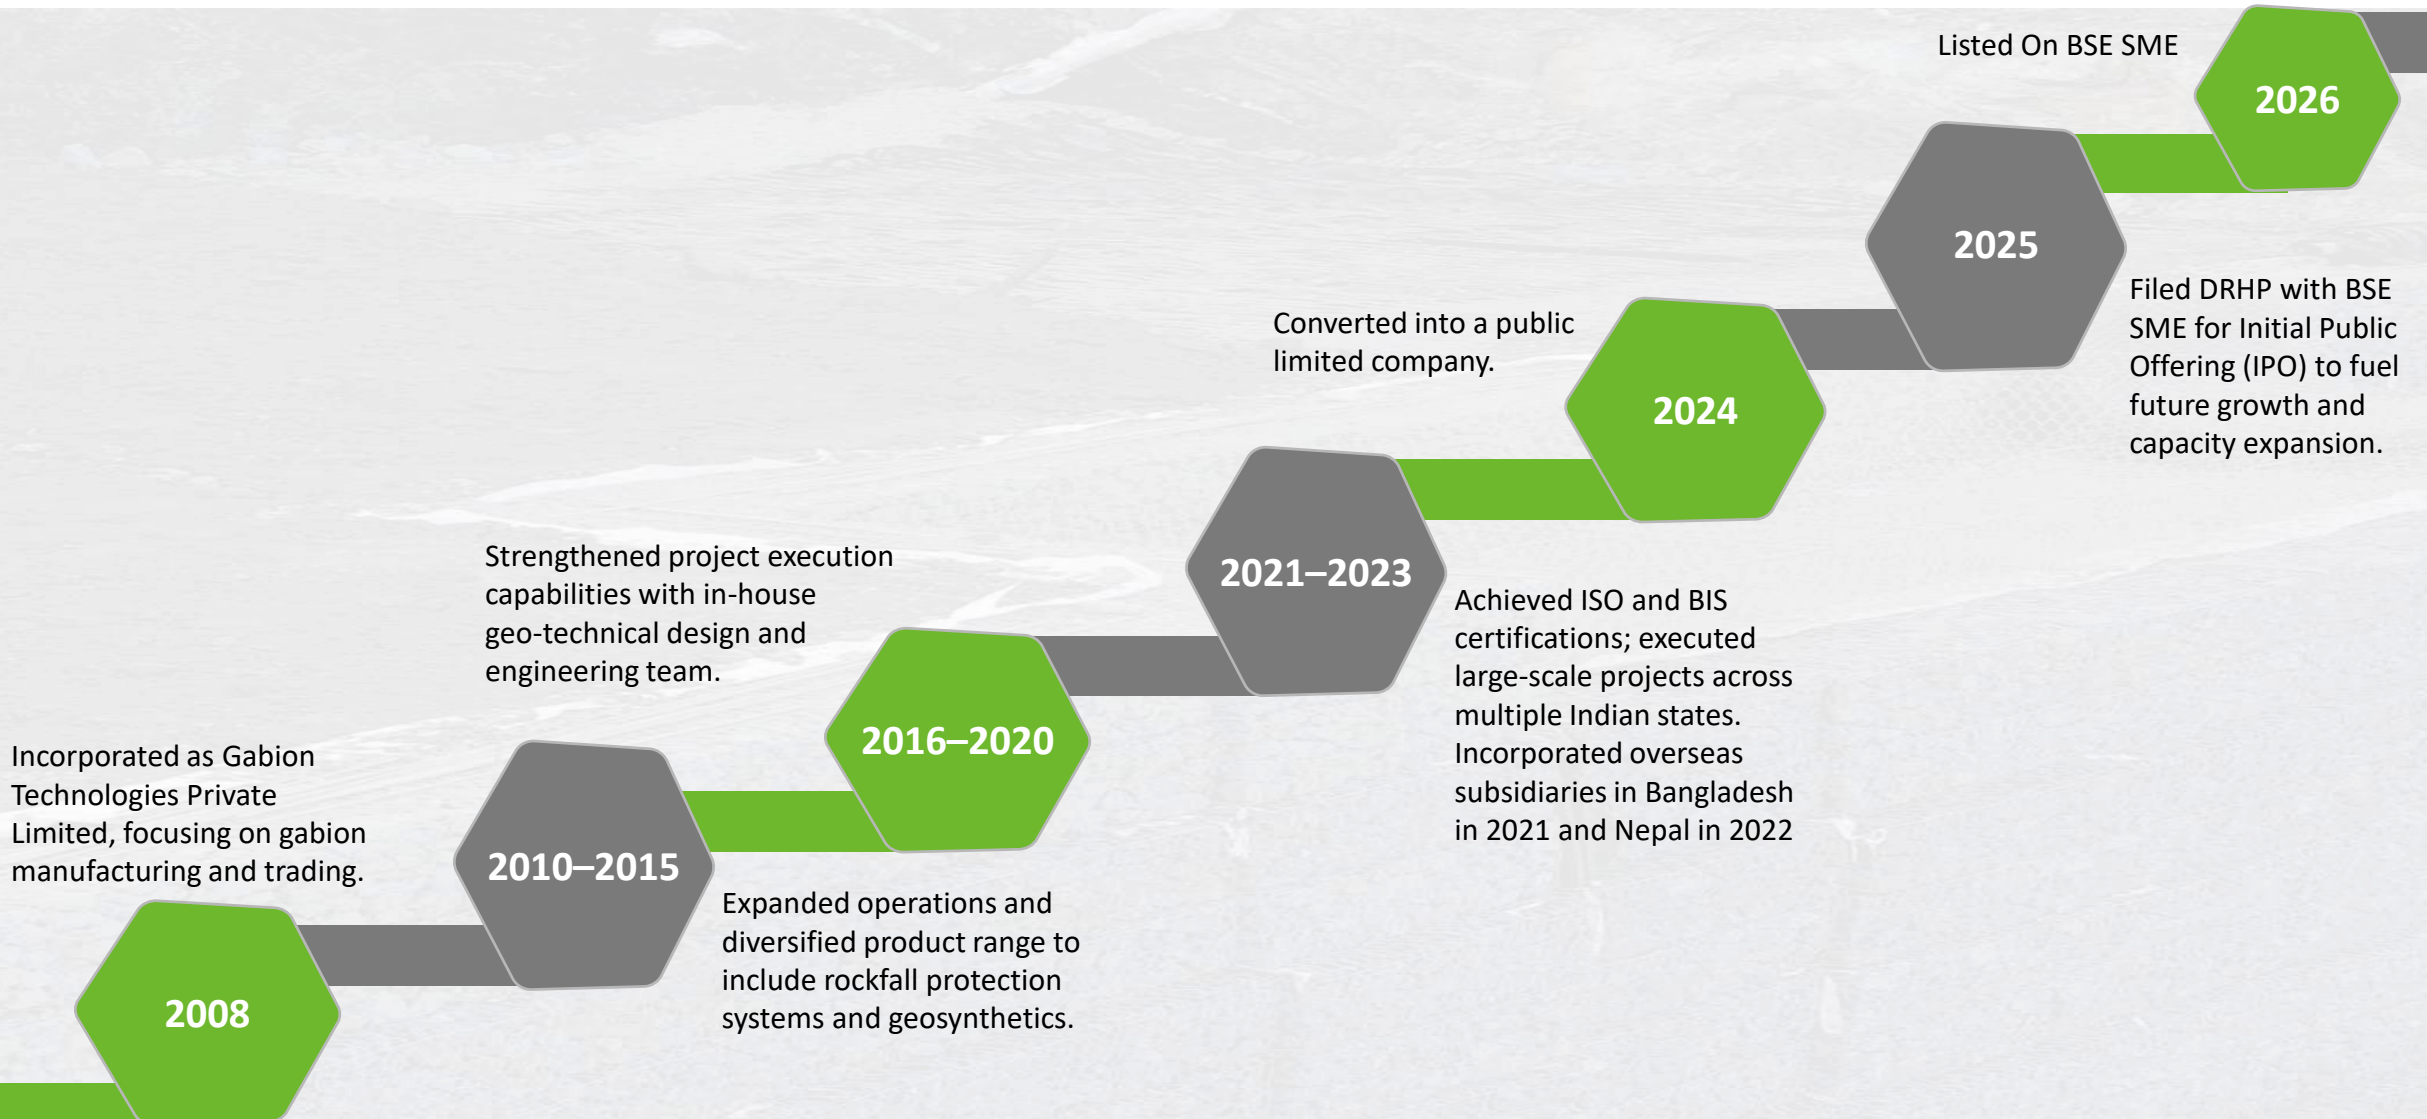 Incorporated as Gabion
Technologies Private
Limited, focusing on gabion
manufacturing and trading.
2008
2010–2015
Expanded operations and
diversified product range to
include rockfall protection
systems and geosynthetics.
Strengthened project execution
capabilities with in-house
geo-technical design and
engineering team.
2016–2020
2021–2023
Achieved ISO and BIS
certifications; executed
large-scale projects across
multiple Indian states.
Incorporated overseas
subsidiaries in Bangladesh
in 2021 and Nepal in 2022
Converted into a public
limited company.
2024
2025
Filed DRHP with BSE
SME for Initial Public
Offering (IPO) to fuel
future growth and
capacity expansion.
Listed On BSE SME
2026